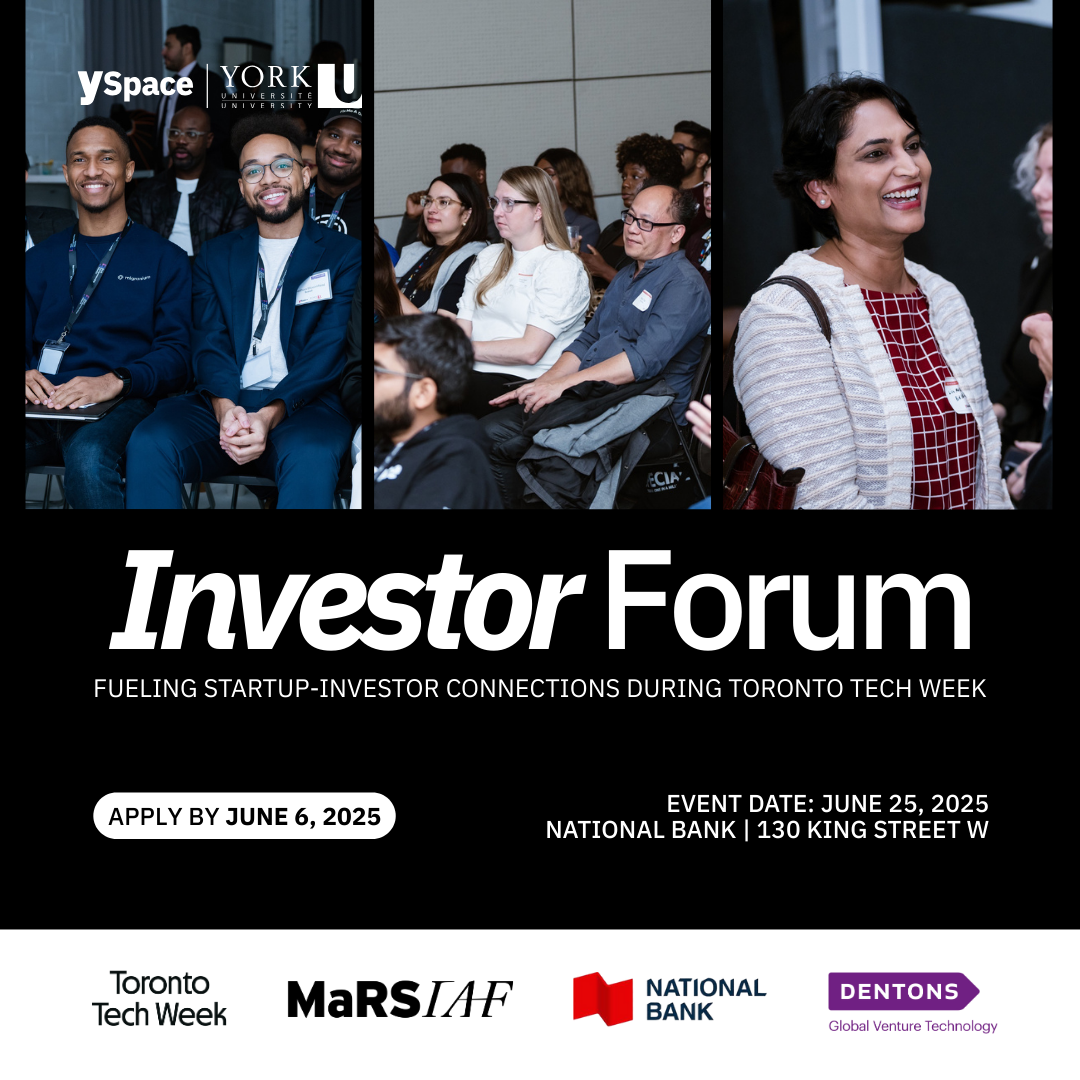 ySpace
YORK U
UNIVERSITÉ
UNIVERSITY
ECIA
Investor Forum
FUELING STARTUP-INVESTOR CONNECTIONS DURING TORONTO TECH WEEK
APPLY BY JUNE 6, 2025
EVENT DATE: JUNE 25, 2025
NATIONAL BANK | 130 KING STREET W
Toronto
Tech Week
MaRS IAF
NATIONAL
BANK
DENTONS
Global Venture Technology